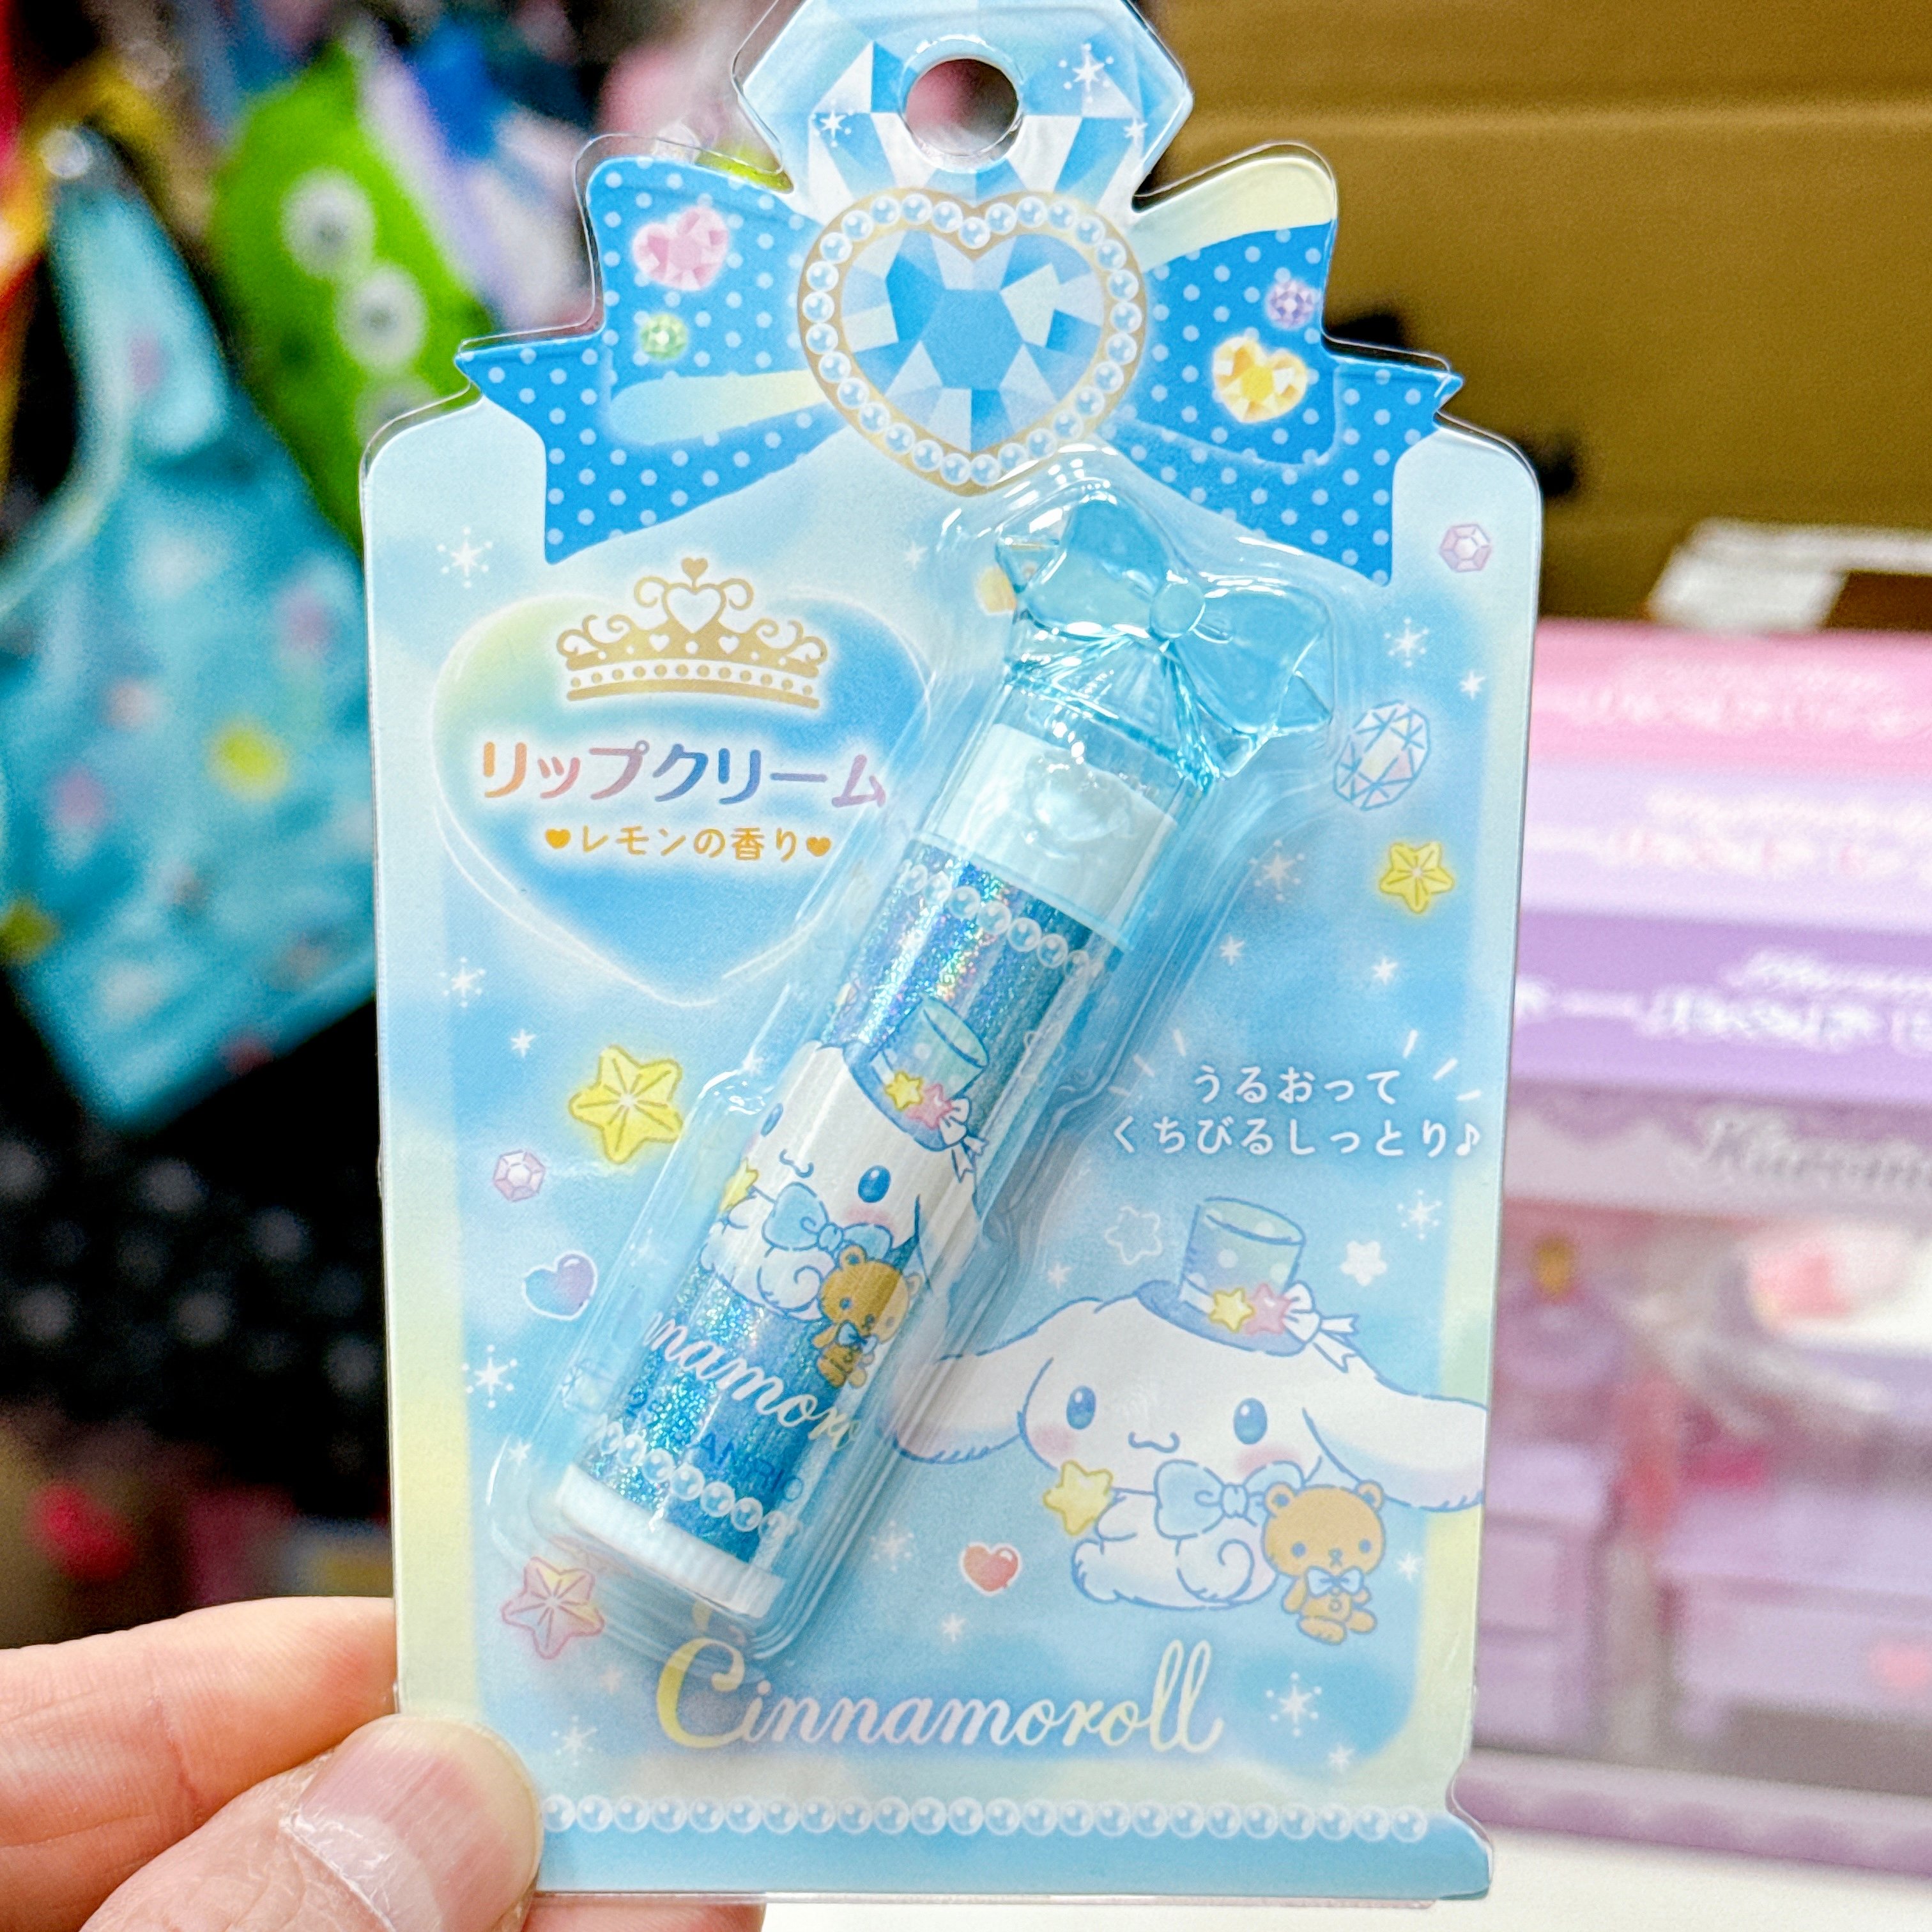 リップクリーム
♥レモンの香り♥
うるおって
くちびるしっとり♪
Cinnamoroll